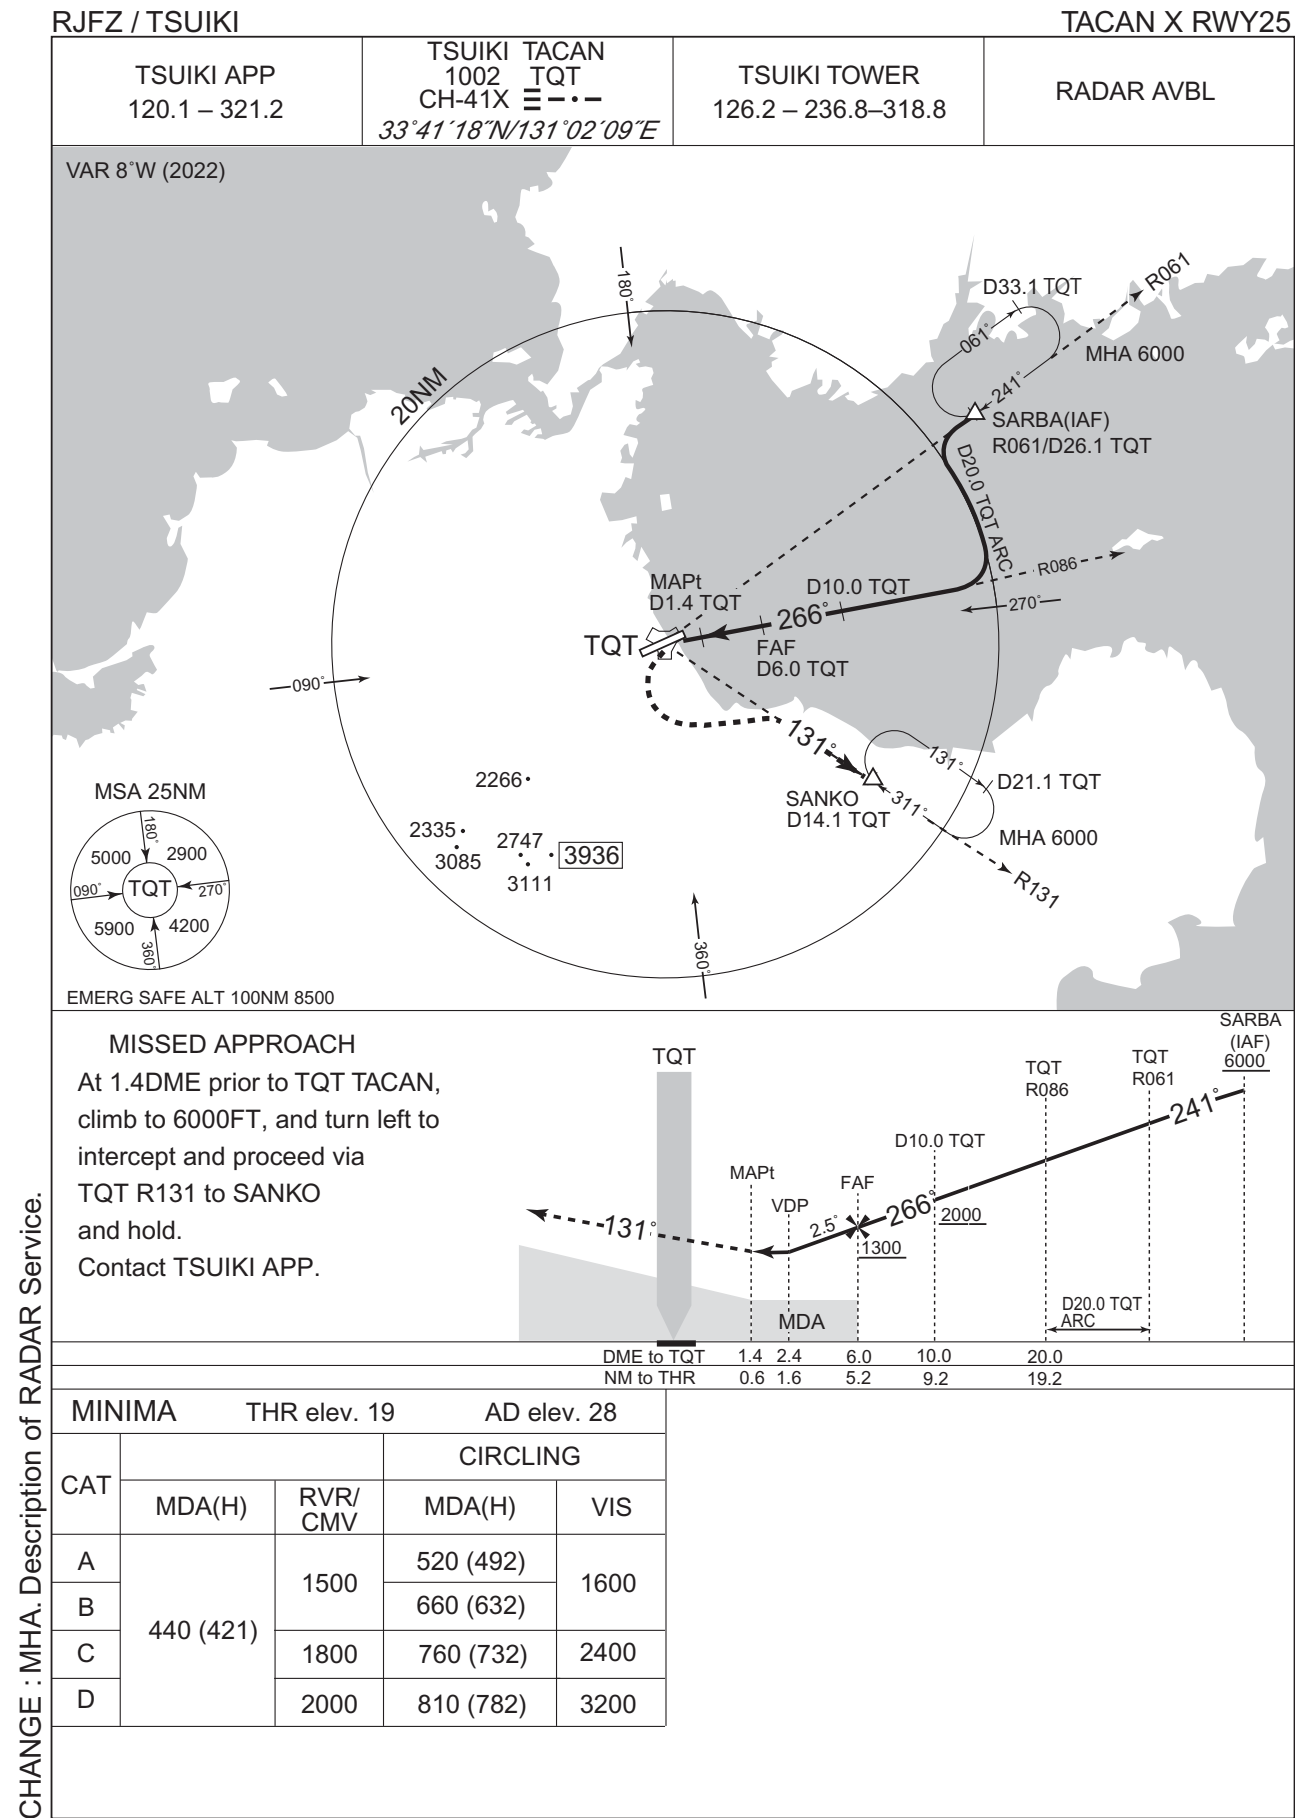 RJFZ / TSUIKI
TACAN X RWY25
TSUIKI APP
120.1 – 321.2
TSUIKI TACAN
1002 TQT
CH-41X
33°41´18˝N/131°02´09˝E
TSUIKI TOWER
126.2 – 236.8–318.8
RADAR AVBL
VAR 8°W (2022)
180°
20NM
D33.1 TQT
R061
061°
MHA 6000
241°
SARBA(IAF)
R061/D26.1 TQT
D20.0 TQT ARC
R086
MAPt
D1.4 TQT
D10.0 TQT
266°
270°
TQT
FAF
D6.0 TQT
090°
131°
131°
D21.1 TQT
SANKO
D14.1 TQT
311°
MHA 6000
R131
2266
2335
3085
2747
3936
3111
360°
MSA 25NM
180°
5000
2900
090°
TQT
270°
5900
4200
360°
EMERG SAFE ALT 100NM 8500
MISSED APPROACH
At 1.4DME prior to TQT TACAN,
climb to 6000FT, and turn left to
intercept and proceed via
TQT R131 to SANKO
and hold.
Contact TSUIKI APP.
TQT
SARBA
(IAF)
6000
TQT
R061
TQT
R086
241°
D10.0 TQT
MAPt
FAF
VDP
266°
2.5°
2000
1300
131°
D20.0 TQT
ARC
MDA
DME to TQT 1.4 2.4 6.0 10.0 20.0
NM to THR 0.6 1.6 5.2 9.2 19.2
MINIMA THR elev. 19 AD elev. 28
CAT
CIRCLING
MDA(H)
RVR/
CMV
MDA(H)
VIS
A
520 (492)
1500
1600
B
660 (632)
440 (421)
C
1800
760 (732)
2400
D
2000
810 (782)
3200
CHANGE : MHA. Description of RADAR Service.